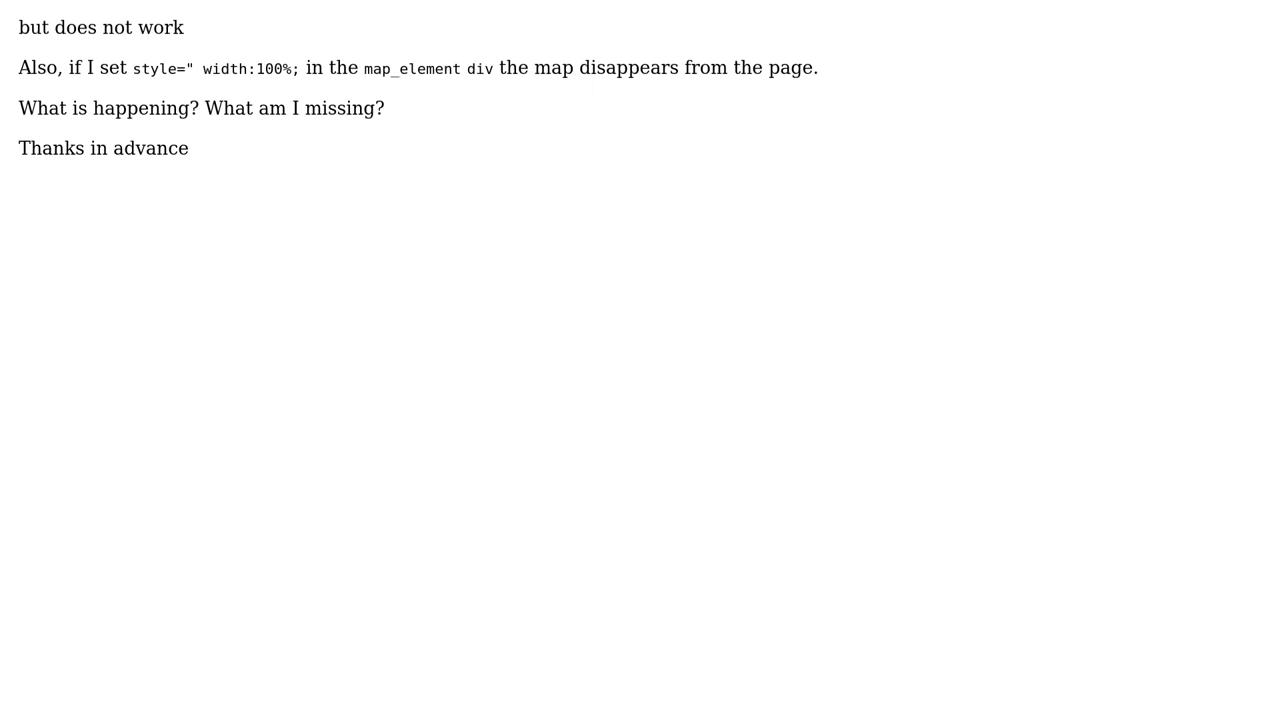 but does not work
Also, if I set style=" width:100%; in the map_element div the map disappears from the page.
What is happening? What am I missing?
Thanks in advance